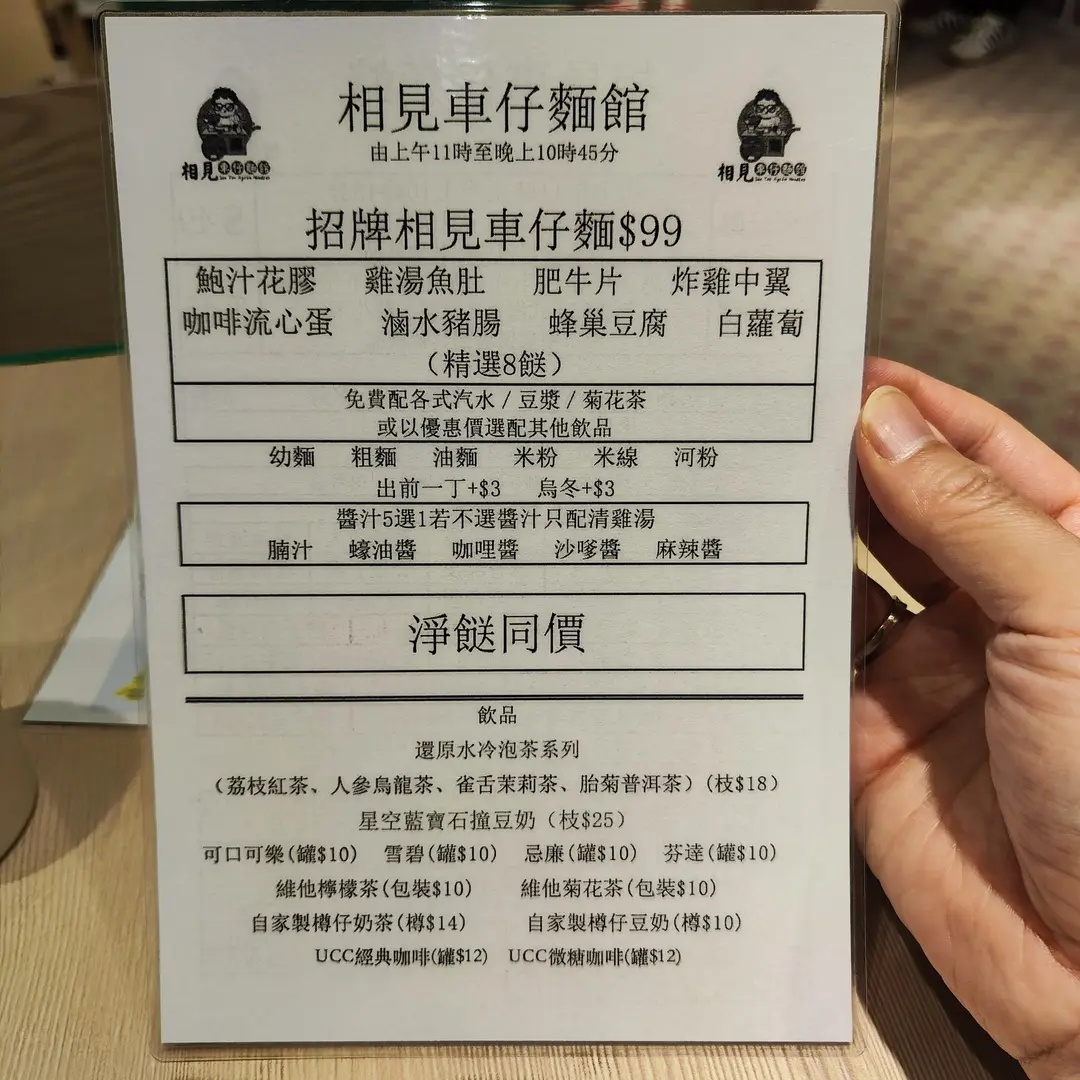 相見車仔麵館
由上午11時至晚上10時45分
相見車仔麵館
相見車仔麵館
招牌相見車仔麵$99
鮑汁花膠 雞湯魚肚 肥牛片 炸雞中翼
咖啡流心蛋 滷水豬腸 蜂巢豆腐 白蘿蔔
（精選8餸）
免費配各式汽水 / 豆漿 / 菊花茶
或以優惠價選配其他飲品
幼麵 粗麵 油麵 米粉 米線 河粉
出前一丁+$3 烏冬+$3
醬汁5選1若不選醬汁只配清雞湯
腩汁 蠔油醬 咖哩醬 沙嗲醬 麻辣醬
淨餸同價
飲品
還原水冷泡茶系列
（荔枝紅茶、人參烏龍茶、雀舌茉莉茶、胎菊普洱茶）(枝$18)
星空藍寶石撞豆奶（枝$25）
可口可樂(罐$10) 雪碧(罐$10) 忌廉(罐$10) 芬達(罐$10)
維他檸檬茶(包裝$10) 維他菊花茶(包裝$10)
自家製樽仔奶茶(樽$14) 自家製樽仔豆奶(樽$10)
UCC經典咖啡(罐$12) UCC微糖咖啡(罐$12)